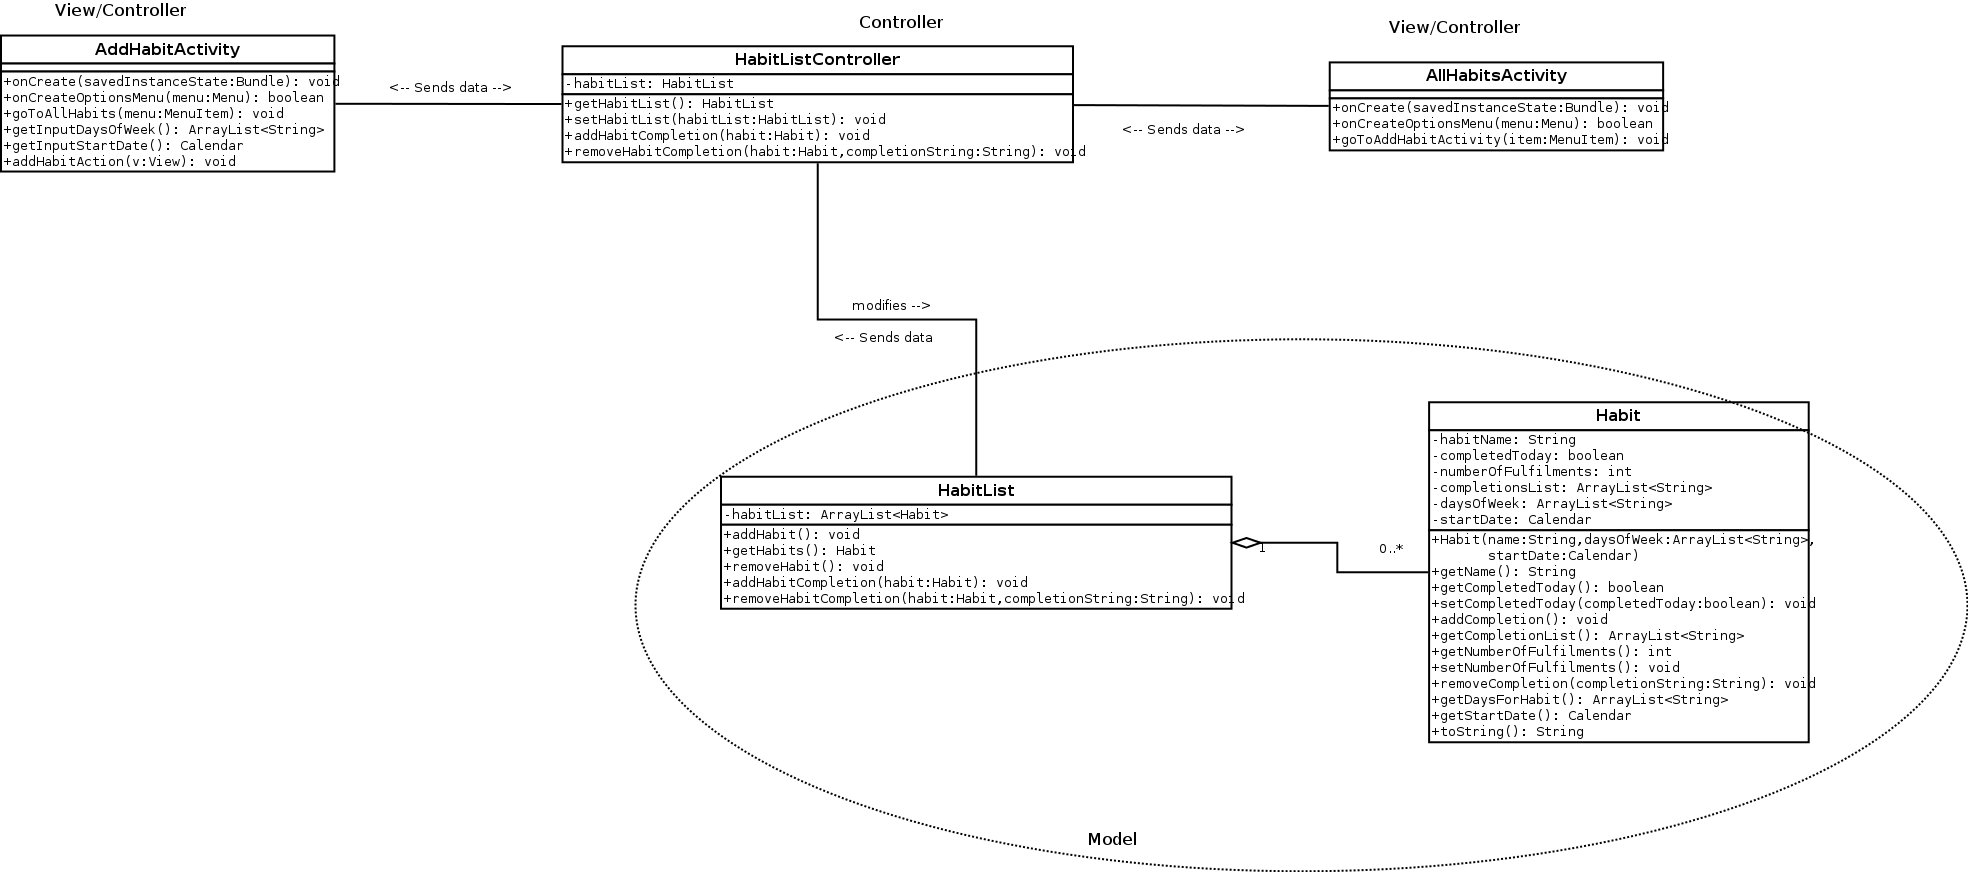 View/Controller
AddHabitActivity
+onCreate(savedInstanceState:Bundle): void
+onCreateOptionsMenu(menu:Menu): boolean
+goToAllHabits(menu:MenuItem): void
+getInputDaysOfWeek(): ArrayList<String>
+getInputStartDate(): Calendar
+addHabitAction(v:View): void
<-- Sends data -->
Controller
HabitListController
-habitList: HabitList
+getHabitList(): HabitList
+setHabitList(habitList:HabitList): void
+addHabitCompletion(habit:Habit): void
+removeHabitCompletion(habit:Habit,completionString:String): void
<-- Sends data -->
View/Controller
AllHabitsActivity
+onCreate(savedInstanceState:Bundle): void
+onCreateOptionsMenu(menu:Menu): boolean
+goToAddHabitActivity(item:MenuItem): void
modifies -->
<-- Sends data
HabitList
-habitList: ArrayList<Habit>
+addHabit(): void
+getHabits(): Habit
+removeHabit(): void
+addHabitCompletion(habit:Habit): void
+removeHabitCompletion(habit:Habit,completionString:String): void
1
0..*
Habit
-habitName: String
-completedToday: boolean
-numberOfFulfilments: int
-completionsList: ArrayList<String>
-daysOfWeek: ArrayList<String>
-startDate: Calendar
+Habit(name:String,daysOfWeek:ArrayList<String>,
startDate:Calendar)
+getName(): String
+getCompletedToday(): boolean
+setCompletedToday(completedToday:boolean): void
+addCompletion(): void
+getCompletionList(): ArrayList<String>
+getNumberOfFulfilments(): int
+setNumberOfFulfilments(): void
+removeCompletion(completionString:String): void
+getDaysForHabit(): ArrayList<String>
+getStartDate(): Calendar
+toString(): String
Model